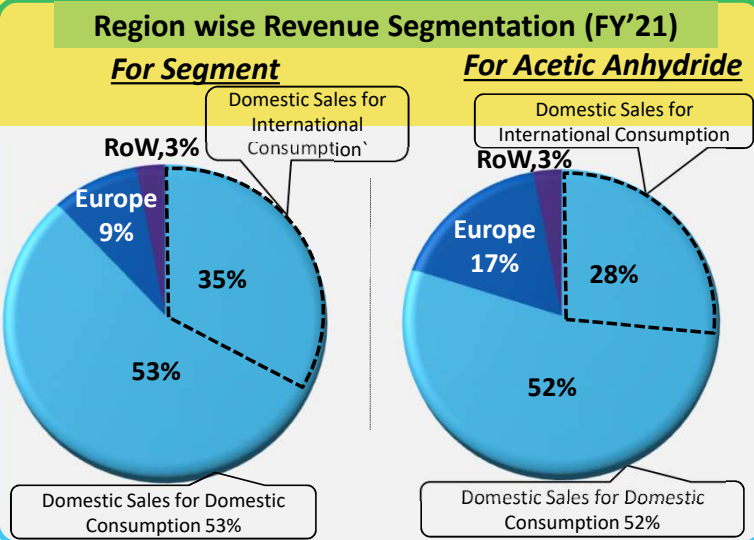 Region wise Revenue Segmentation (FY'21)
For Segment
Domestic Sales for
International
Consumption`
RoW,3%
Europe
9%
35%
53%
Domestic Sales for Domestic
Consumption 53%
For Acetic Anhydride
Domestic Sales for
International Consumption
RoW,3%
Europe
17%
28%
52%
Domestic Sales for Domestic
Consumption 52%